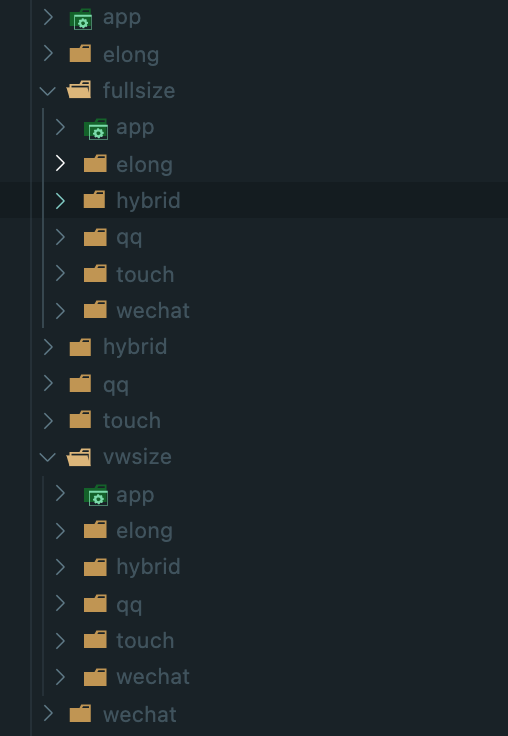 app
elong
fullsize
app
elong
hybrid
qq
touch
wechat
hybrid
qq
touch
vwsize
app
elong
hybrid
qq
touch
wechat
wechat